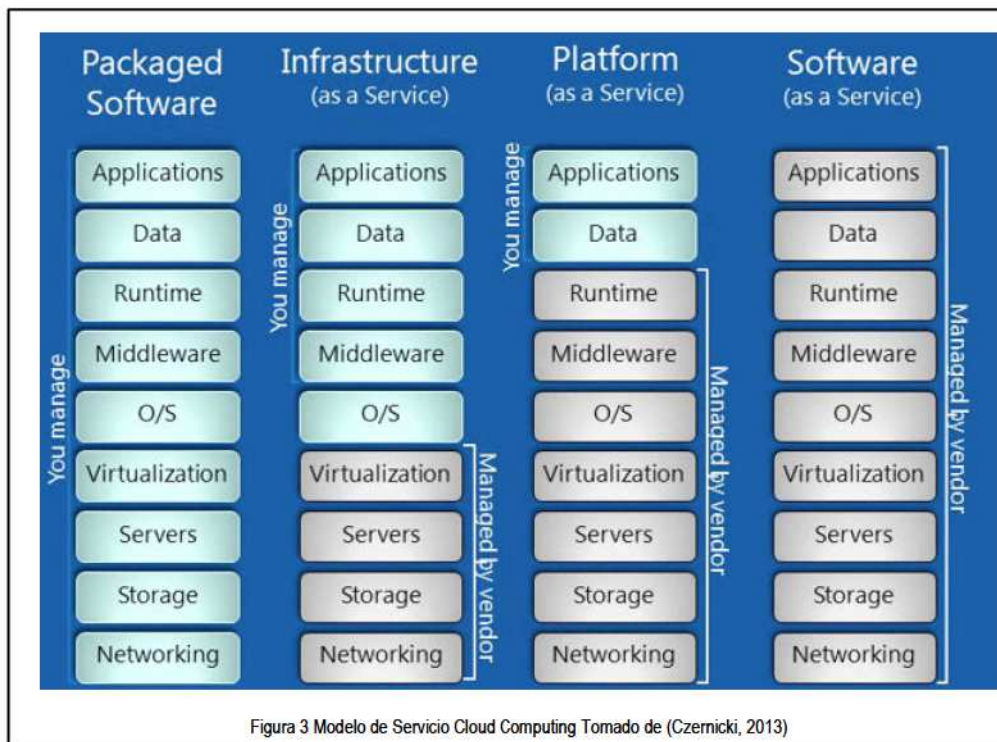 Packaged
Software
You manage
Applications
Data
Runtime
Middleware
O/S
Virtualization
Servers
Storage
Networking
Infrastructure
(as a Service)
You manage
Applications
Data
Runtime
Middleware
O/S
Virtualization
Servers
Storage
Networking
Managed by vendor
Platform
(as a Service)
You manage
Applications
Data
Runtime
Middleware
O/S
Virtualization
Servers
Storage
Networking
Managed by vendor
Software
(as a Service)
Applications
Data
Runtime
Middleware
O/S
Virtualization
Servers
Storage
Networking
Managed by vendor
Figura 3 Modelo de Servicio Cloud Computing Tomado de (Czernicki, 2013)